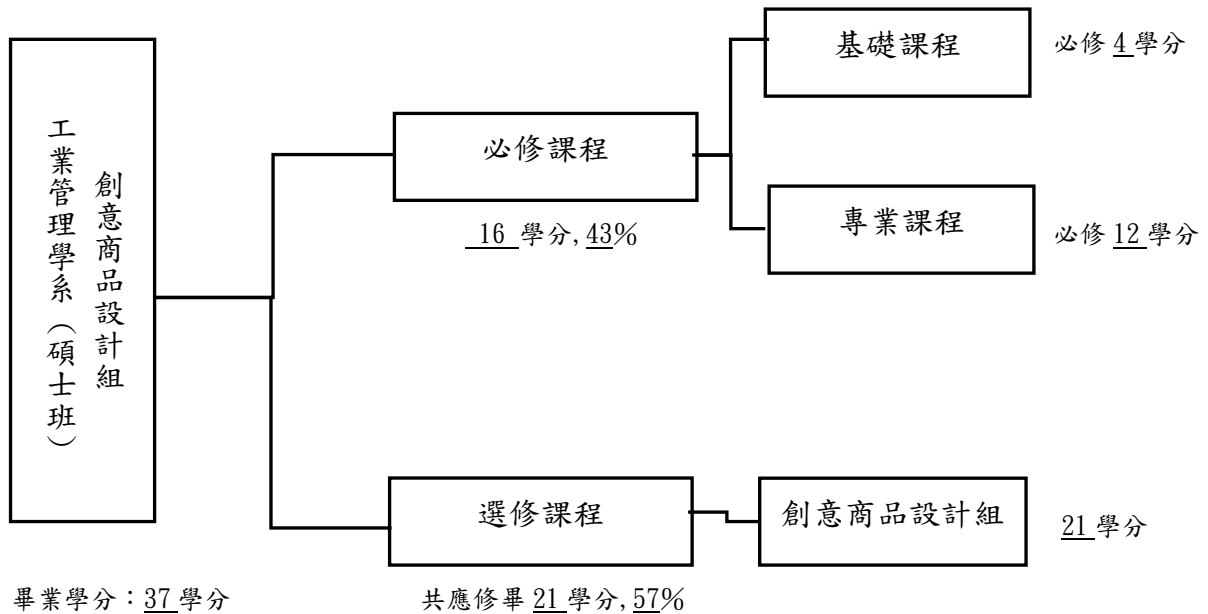 工業管理學系（碩士班）
創意商品設計組
必修課程
16 學分, 43%
基礎課程
必修 4 學分
專業課程
必修 12 學分
選修課程
創意商品設計組
21 學分
畢業學分：37 學分
共應修畢 21 學分, 57%